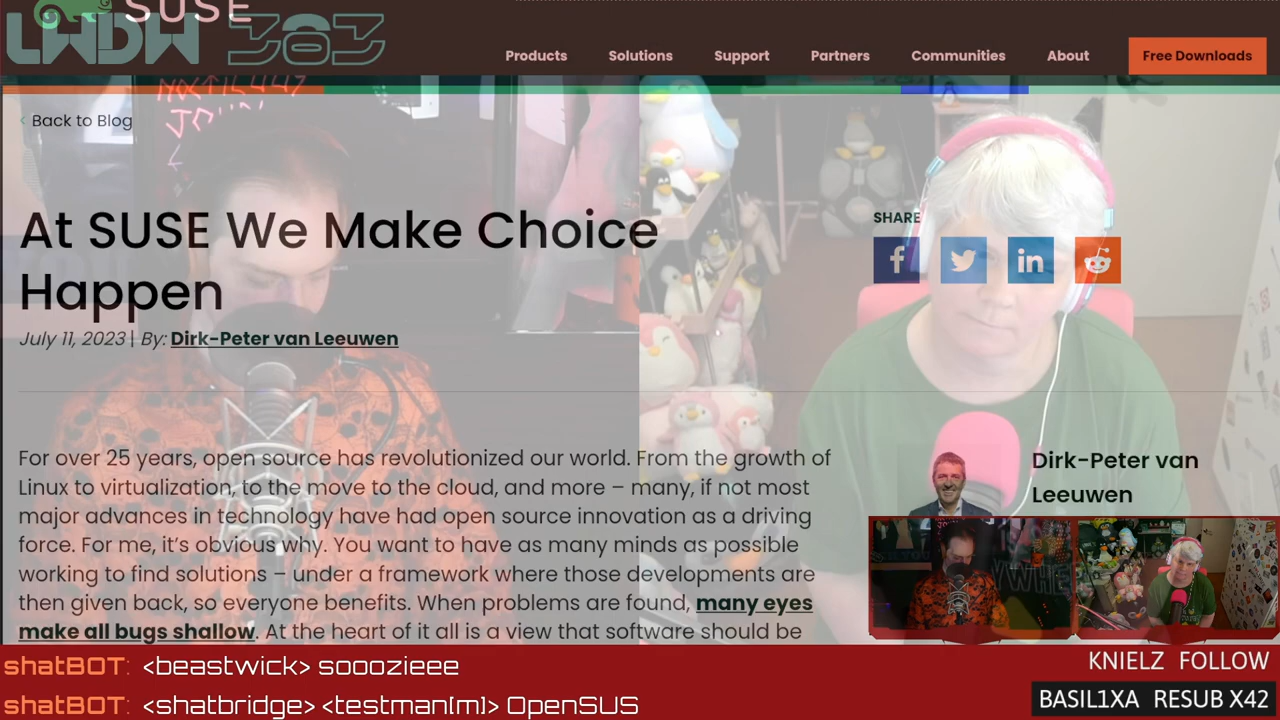 SUSE
LWDW 383
Products Solutions Support Partners Communities About Free Downloads
Back to Blog
At SUSE We Make Choice
Happen
July 11, 2023 | By: Dirk-Peter van Leeuwen
SHARE
For over 25 years, open source has revolutionized our world. From the growth of
Linux to virtualization, to the move to the cloud, and more – many, if not most
major advances in technology have had open source innovation as a driving
force. For me, it’s obvious why. You want to have as many minds as possible
working to find solutions – under a framework where those developments are
then given back, so everyone benefits. When problems are found, many eyes
make all bugs shallow. At the heart of it all is a view that software should be
Dirk-Peter van
Leeuwen
shatBOT: <beastwick> sooozieee
shatBOT: <shatbridge> <testman[m]> OpenSUS
KNIELZ FOLLOW
BASIL1XA RESUB X42